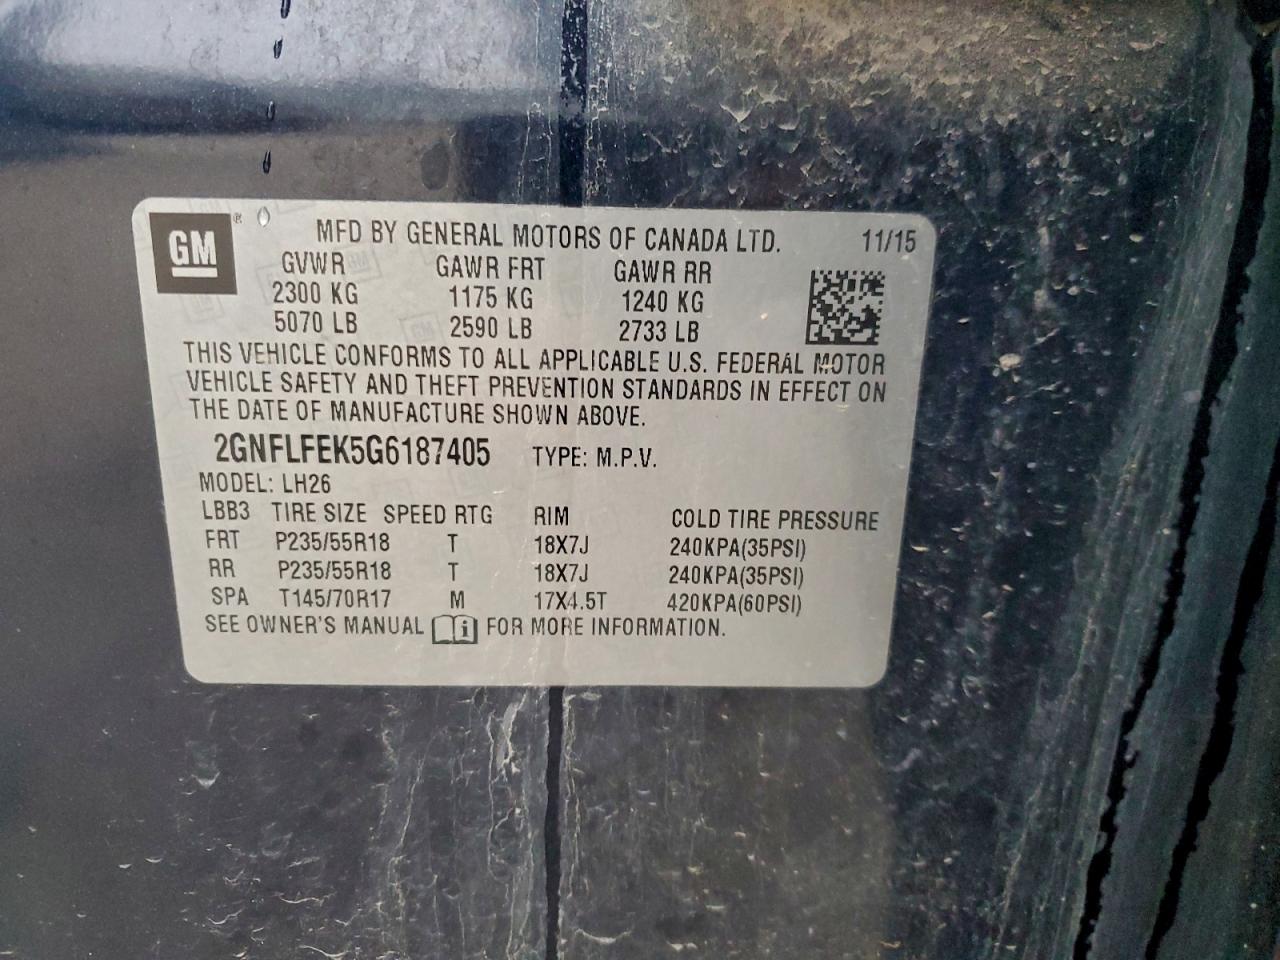 GM ® MFD BY GENERAL MOTORS OF CANADA LTD. 11/15
GVWR GAWR FRT GAWR RR
2300 KG 1175 KG 1240 KG
5070 LB 2590 LB 2733 LB
THIS VEHICLE CONFORMS TO ALL APPLICABLE U.S. FEDERAL MOTOR
VEHICLE SAFETY AND THEFT PREVENTION STANDARDS IN EFFECT ON
THE DATE OF MANUFACTURE SHOWN ABOVE.
2GNFLFEK5G6187405 TYPE: M.P.V.
MODEL: LH26
LBB3 TIRE SIZE SPEED RTG RIM COLD TIRE PRESSURE
FRT P235/55R18 T 18X7J 240KPA(35PSI)
RR P235/55R18 T 18X7J 240KPA(35PSI)
SPA T145/70R17 M 17X4.5T 420KPA(60PSI)
SEE OWNER'S MANUAL i FOR MORE INFORMATION.